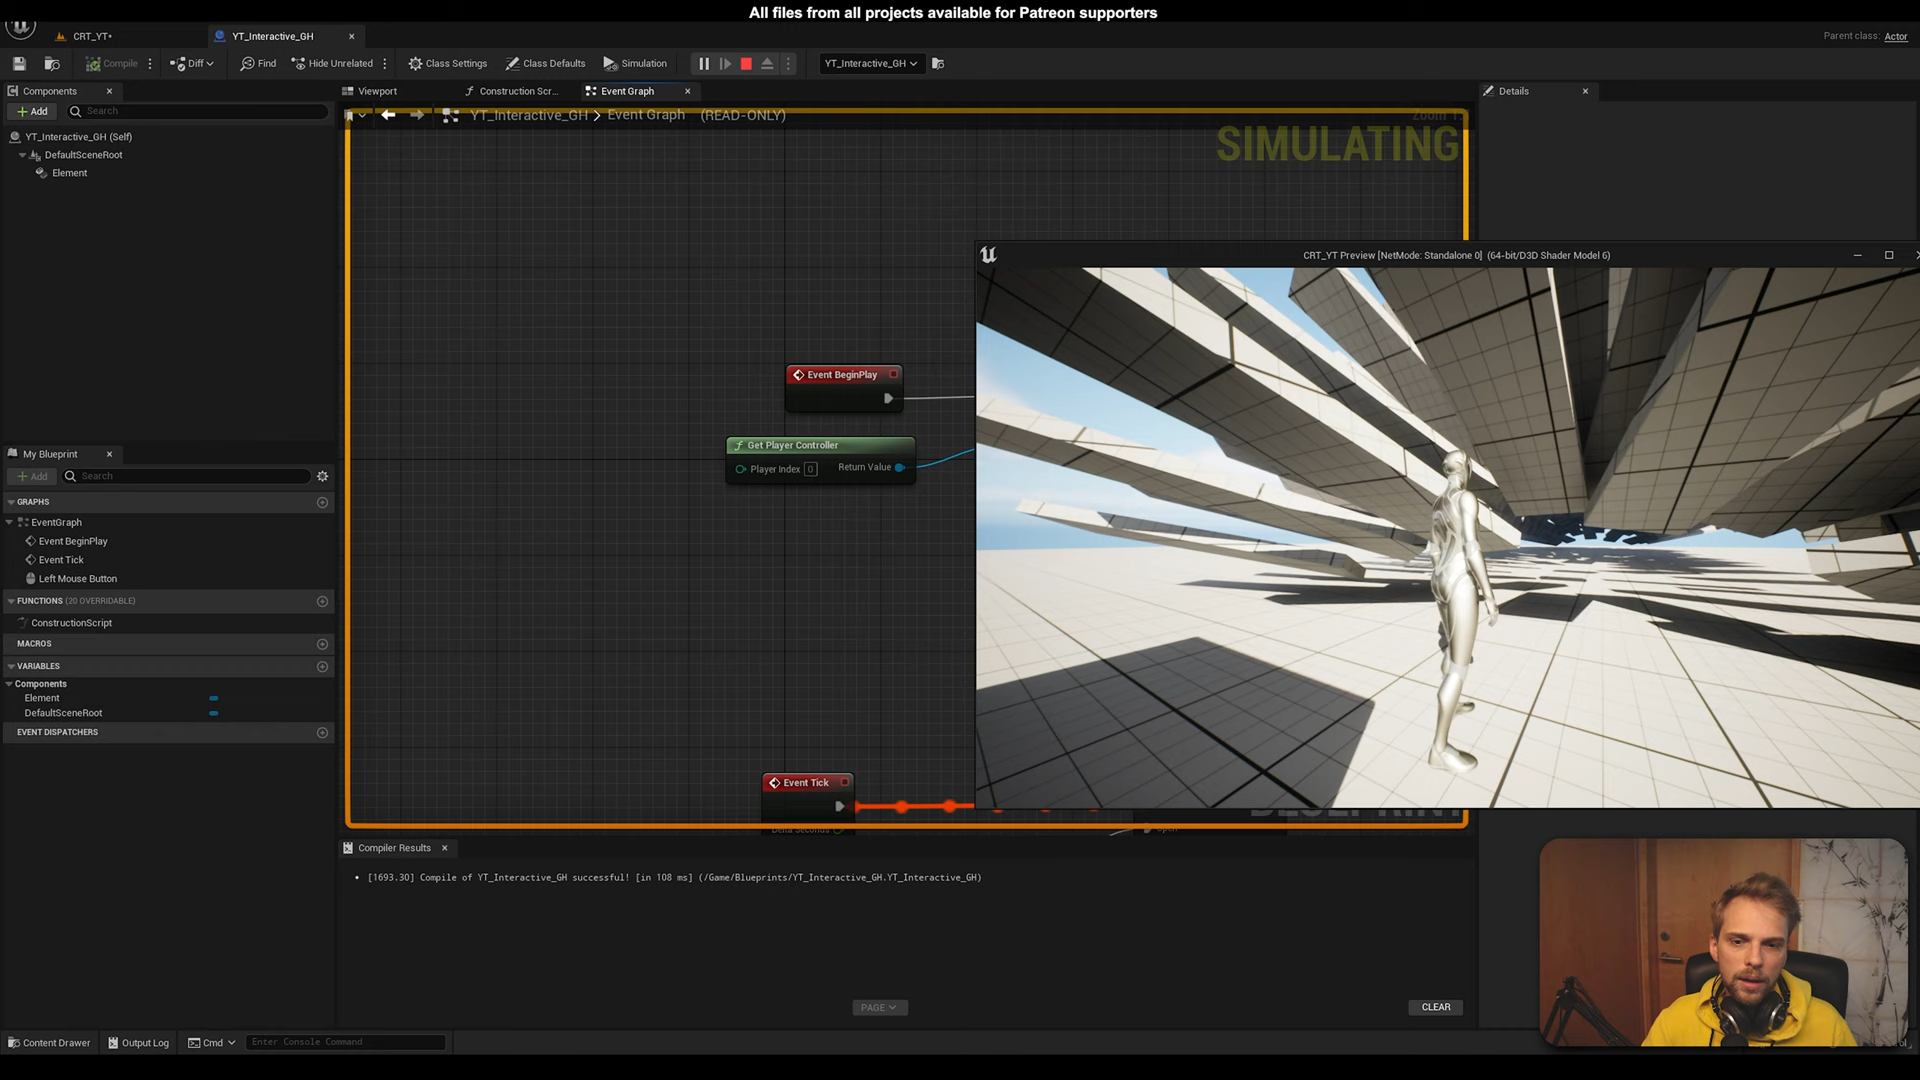 All files from all projects available for Patreon supporters
CRT_YT*
YT_Interactive_GH
Parent class: Actor
Compile
Diff
Find
Hide Unrelated
Class Settings
Class Defaults
Simulation
YT_Interactive_GH
Components
Viewport
Construction Scr...
Event Graph
Details
+ Add
Search
YT_Interactive_GH > Event Graph (READ-ONLY)
SIMULATING
YT_Interactive_GH (Self)
DefaultSceneRoot
Element
CRT_YT Preview [NetMode: Standalone 0] (64-bit/D3D Shader Model 6)
Event BeginPlay
Get Player Controller
Player Index 0
Return Value
My Blueprint
+ Add
Search
GRAPHS
EventGraph
Event BeginPlay
Event Tick
Left Mouse Button
FUNCTIONS (20 OVERRIDABLE)
ConstructionScript
MACROS
VARIABLES
Components
Element
DefaultSceneRoot
EVENT DISPATCHERS
Event Tick
Delta Seconds
BLUEPRINT
Compiler Results
[1693.30] Compile of YT_Interactive_GH successful! [in 108 ms] (/Game/Blueprints/YT_Interactive_GH.YT_Interactive_GH)
PAGE
CLEAR
Content Drawer
Output Log
Cmd
Enter Console Command